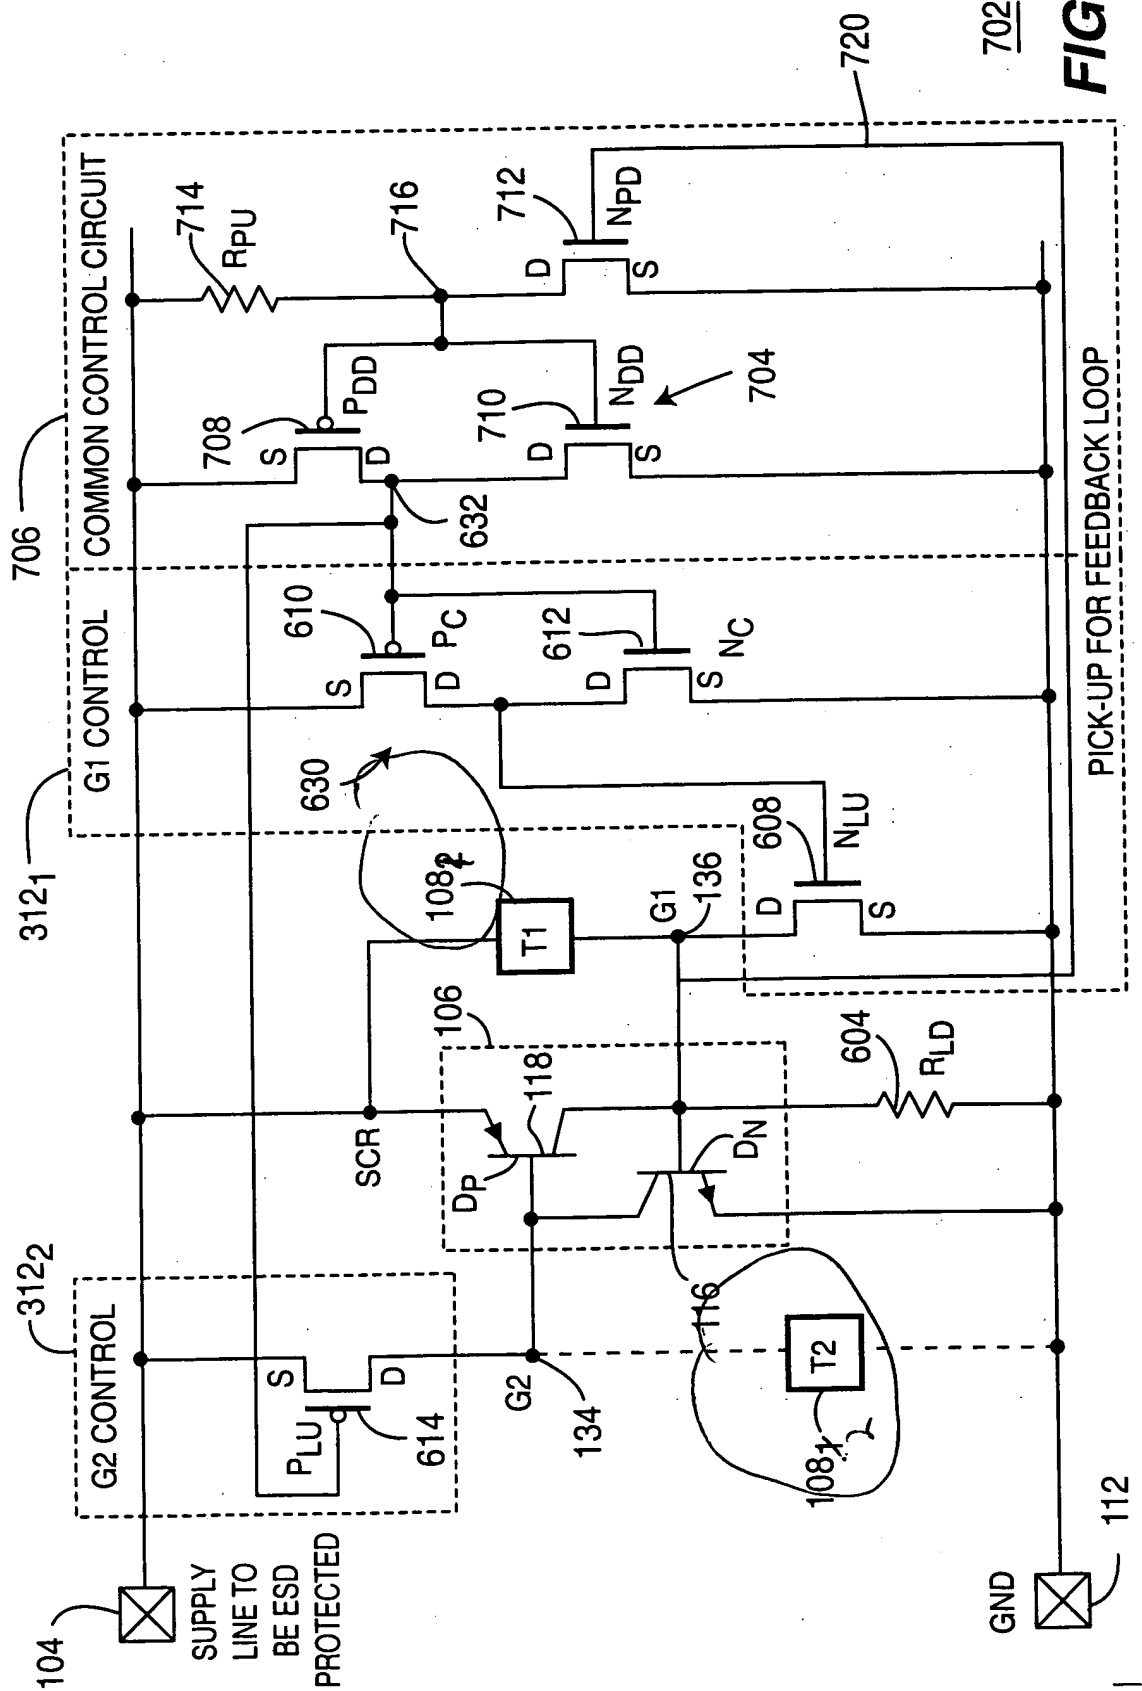 706
COMMON CONTROL CIRCUIT
312₁
G1 CONTROL
312₂
G2 CONTROL
104
SUPPLY
LINE TO
BE ESD
PROTECTED
714
RPU
716
708
S
D
PDD
632
710
D
S
NDD
704
712
D
S
NPD
720
610
S
D
PC
630
612
D
S
NC
608
D
S
NLU
SCR
T1
108
G1
136
106
118
DP
DN
116
604
RLD
S
D
PLU
614
G2
134
T2
108
2
GND
112
PICK-UP FOR FEEDBACK LOOP
702
FIG